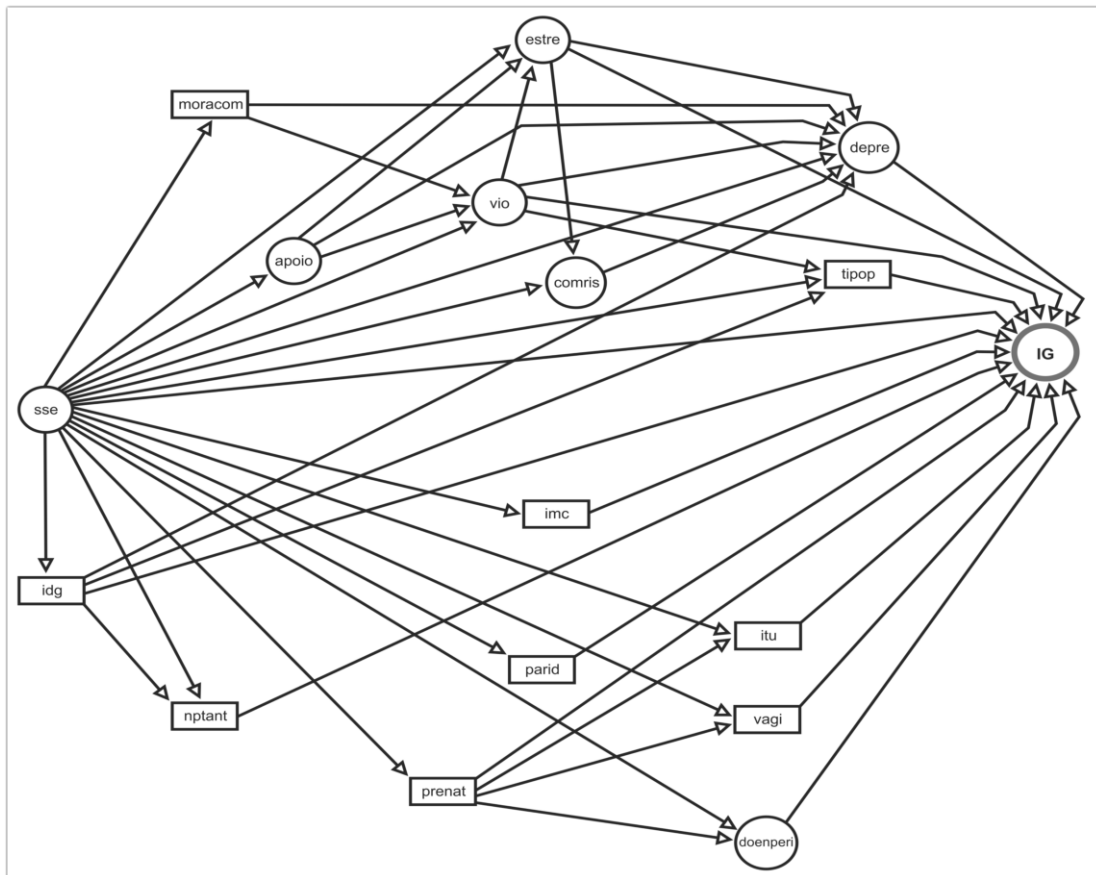 estre
moracom
depre
vio
apoio
comris
tipop
IG
sse
imc
idg
itu
parid
nptant
vagi
prenat
doenperi